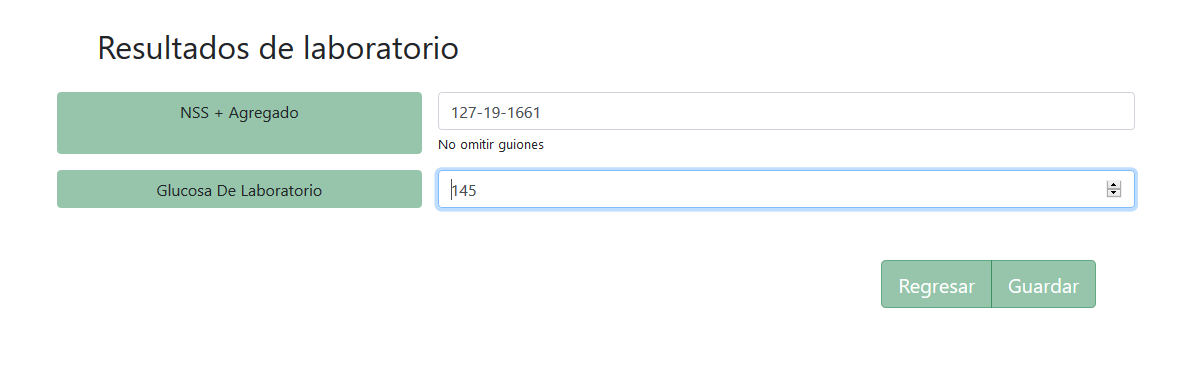 Resultados de laboratorio
NSS + Agregado
127-19-1661
No omitir guiones
Glucosa De Laboratorio
145
Regresar
Guardar